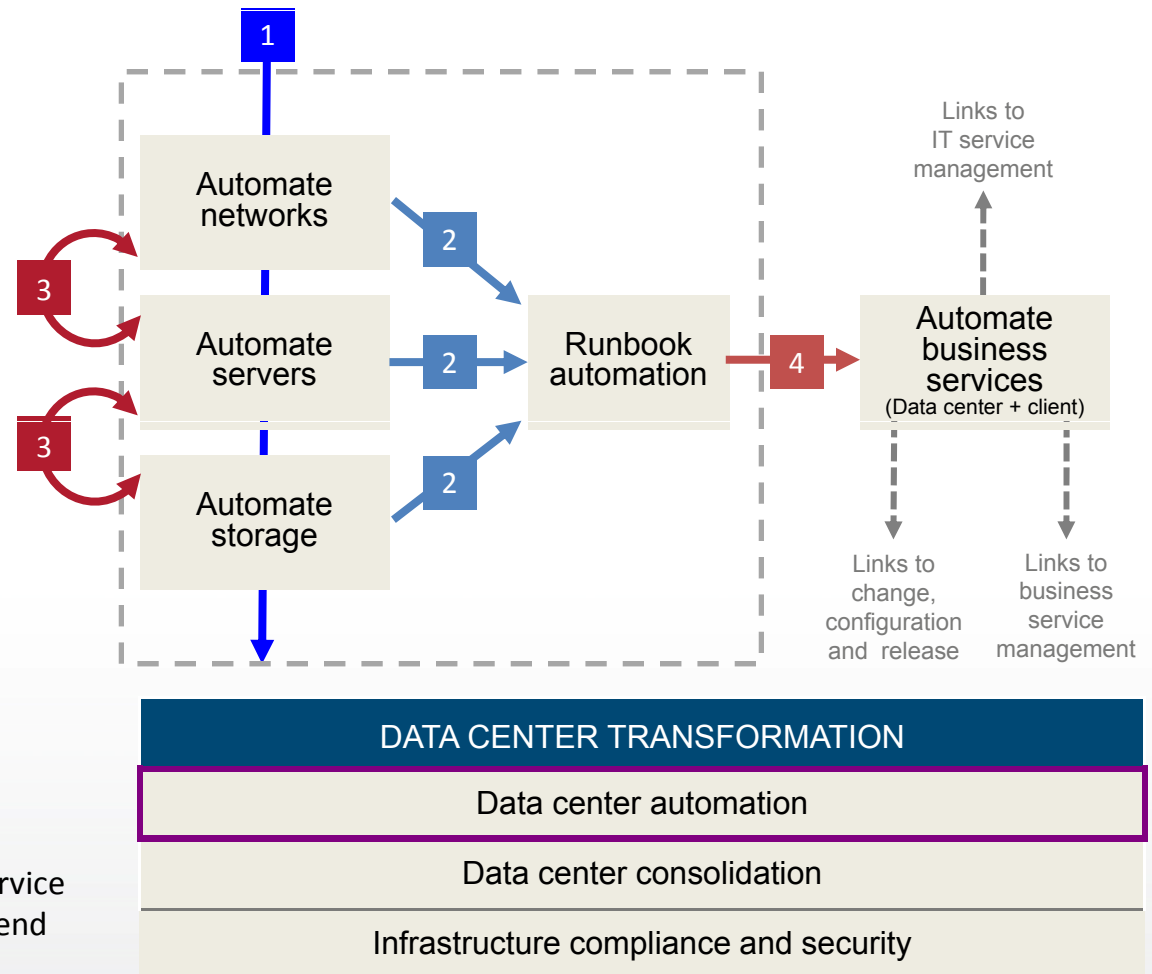 1
Links to
IT service
management
Automate
networks
2
3
Automate
servers
2
Runbook
automation
4
Automate
business
services
(Data center + client)
3
2
Automate
storage
Links to
change,
configuration
and release
Links to
business
service
management
DATA CENTER TRANSFORMATION
Data center automation
Data center consolidation
Infrastructure compliance and security
end